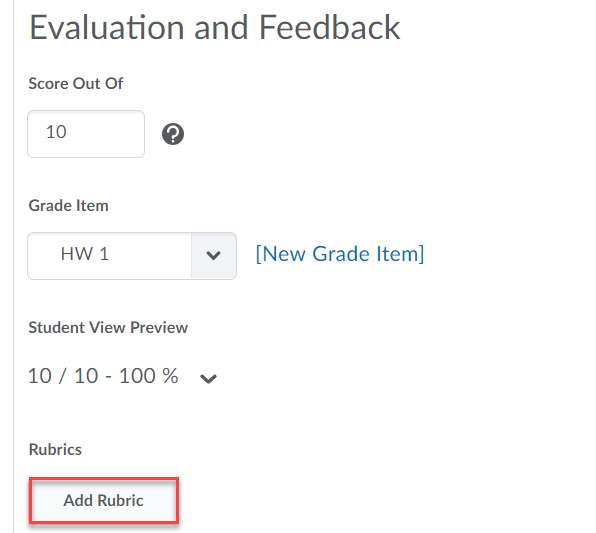 Evaluation and Feedback
Score Out Of
10
Grade Item
HW 1 [New Grade Item]
Student View Preview
10 / 10 - 100 %
Rubrics
Add Rubric